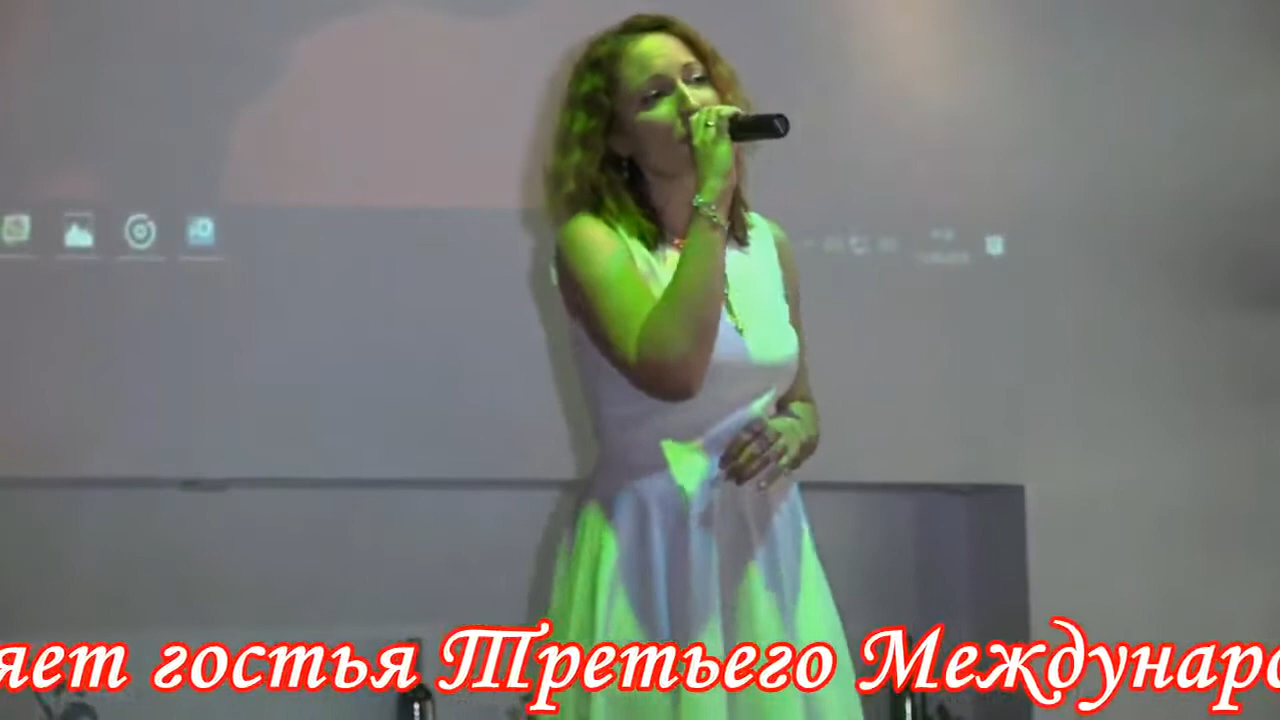 яет гостья Третьего Междунаро